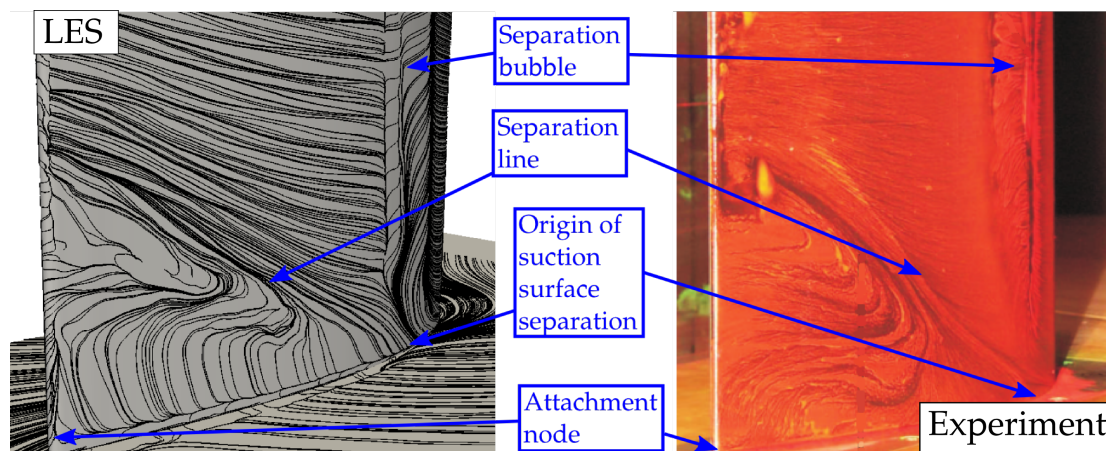 LES
Separation
bubble
Separation
line
Origin of
suction
surface
separation
Attachment
node
Experiment